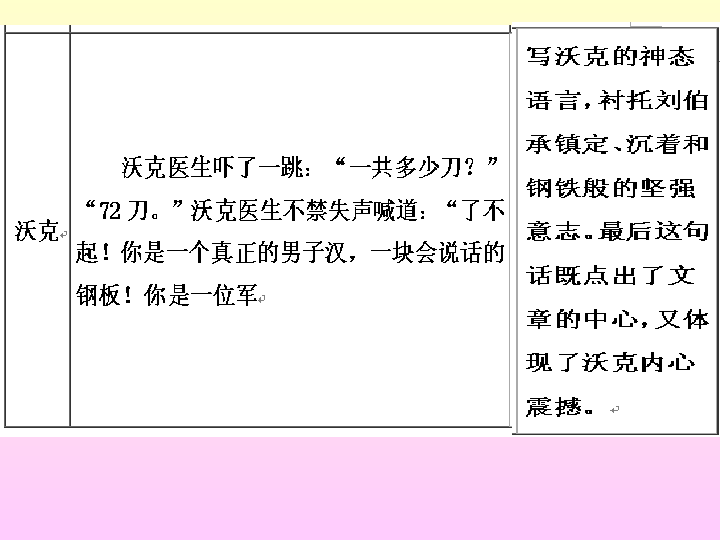 沃克
沃克医生吓了一跳：“一共多少刀？”
“72 刀。”沃克医生不禁失声喊道：“了不
起！你是一个真正的男子汉，一块会说话的
钢板！你是一位军
写沃克的神态
语言，衬托刘伯
承镇定、沉着和
钢铁般的坚强
意志。最后这句
话既点出了文
章的中心，又体
现了沃克内心
震撼。